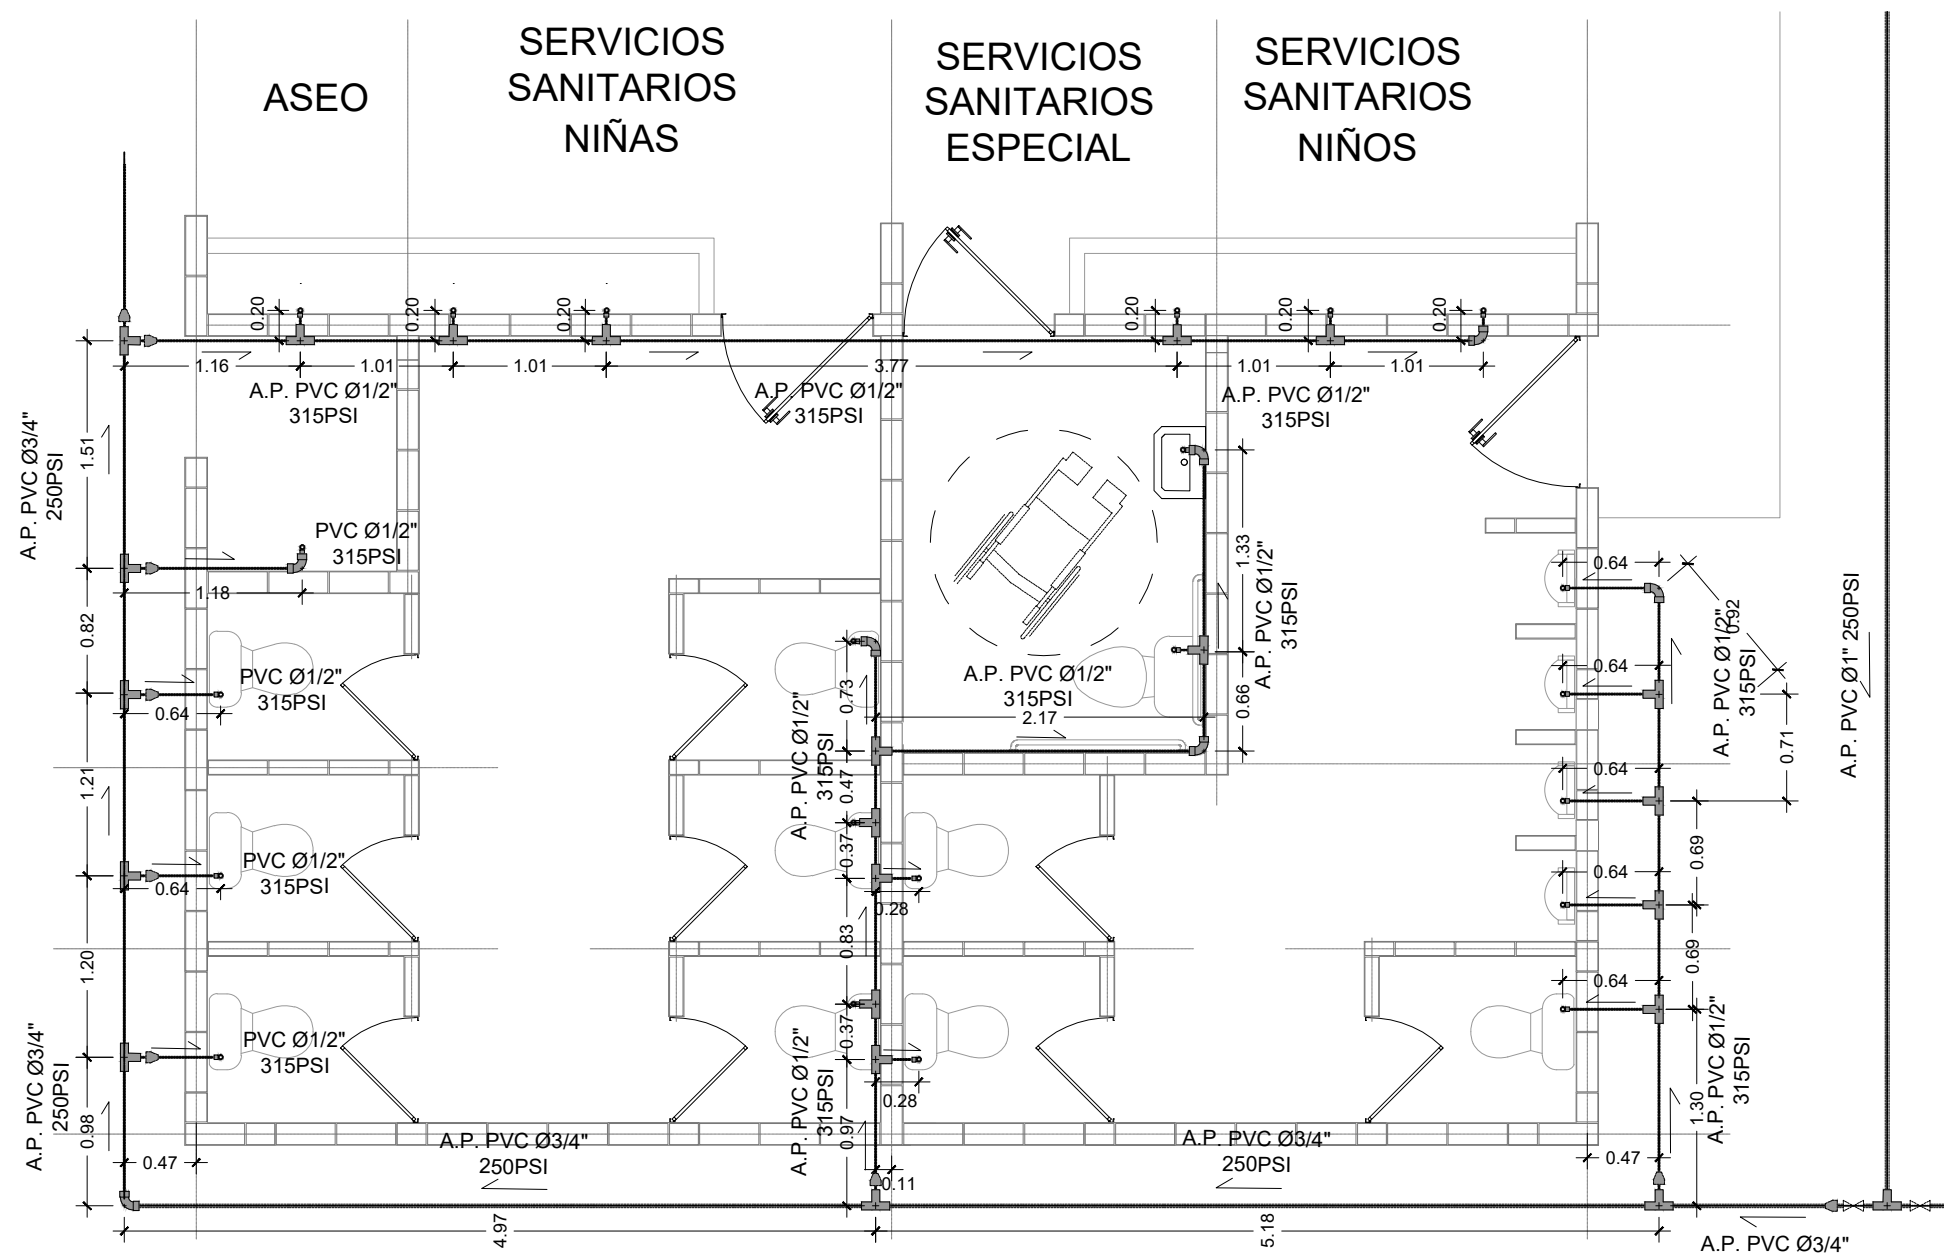 SERVICIOS
SANITARIOS
NIÑAS
SERVICIOS
SANITARIOS
ESPECIAL
SERVICIOS
SANITARIOS
NIÑOS
ASEO
0.20
0.20
0.20
0.20
0.20
0.20
1.16
1.01
1.01
3.77
1.01
1.01
A.P. PVC Ø1/2"
315PSI
A.P. PVC Ø1/2"
315PSI
A.P. PVC Ø1/2"
315PSI
A.P. PVC Ø3/4"
250PSI
1.51
PVC Ø1/2"
315PSI
1.18
0.82
PVC Ø1/2"
315PSI
0.64
1.21
PVC Ø1/2"
315PSI
0.64
1.20
PVC Ø1/2"
315PSI
A.P. PVC Ø3/4"
250PSI
0.98
0.47
A.P. PVC Ø3/4"
250PSI
4.97
A.P. PVC Ø1/2"
315PSI
0.73
0.47
0.37
0.28
0.83
0.37
0.28
A.P. PVC Ø1/2"
315PSI
0.97
0.11
A.P. PVC Ø1/2"
315PSI
2.17
1.33
A.P. PVC Ø1/2"
315PSI
0.66
0.64
0.92
0.64
A.P. PVC Ø1/2"
315PSI
0.71
0.64
0.69
0.64
0.69
0.64
A.P. PVC Ø1/2"
315PSI
1.30
0.47
A.P. PVC Ø3/4"
250PSI
5.18
A.P. PVC Ø1" 250PSI
A.P. PVC Ø3/4"